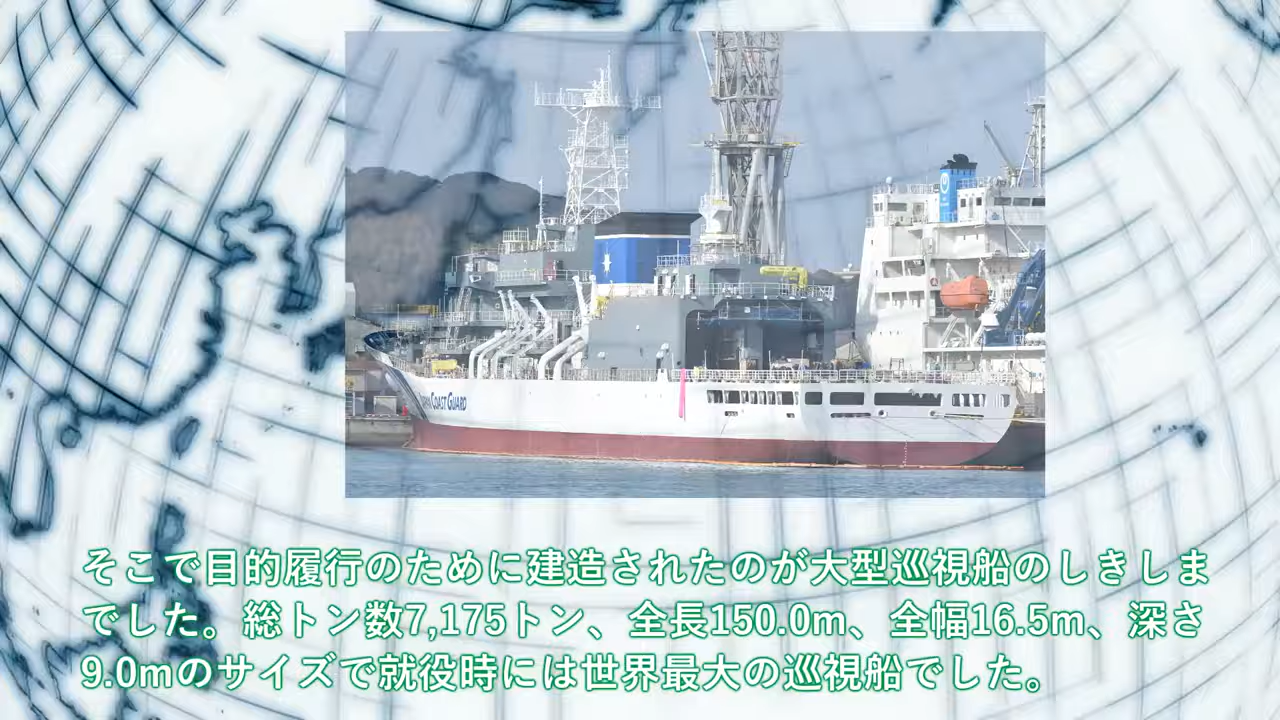 JAPAN COAST GUARD
そこで目的履行のために建造されたのが大型巡視船のしきしま
でした。総トン数7,175トン、全長150.0m、全幅16.5m、深さ
9.0mのサイズで就役時には世界最大の巡視船でした。